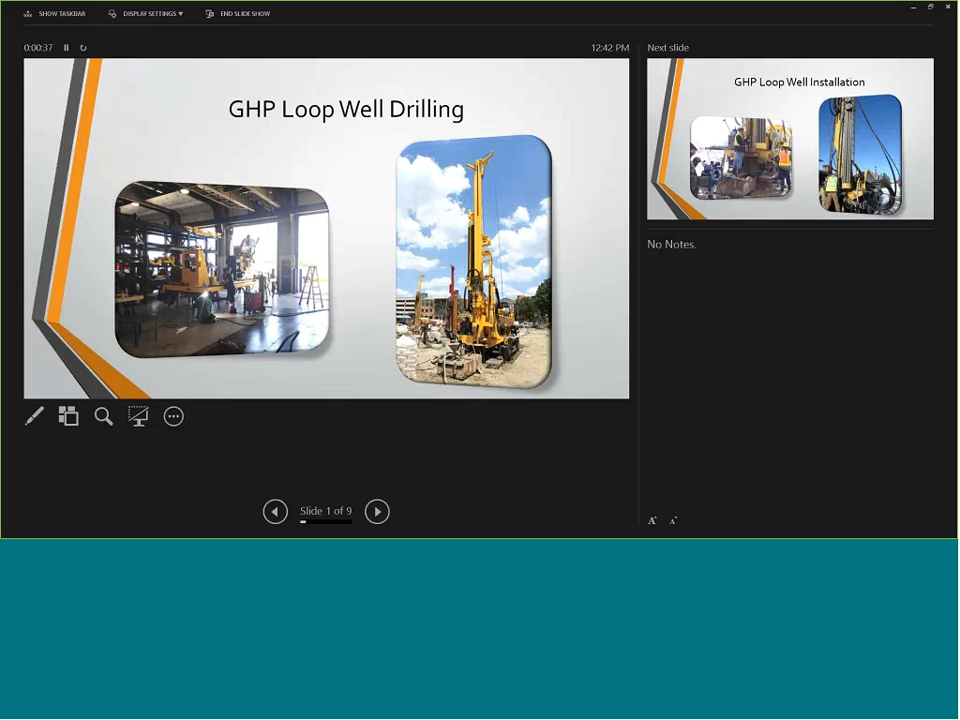 SHOW TASKBAR
DISPLAY SETTINGS ▼
END SLIDE SHOW
0:00:37
12:42 PM
GHP Loop Well Drilling
Next slide
GHP Loop Well Installation
No Notes.
Slide 1 of 9
A A